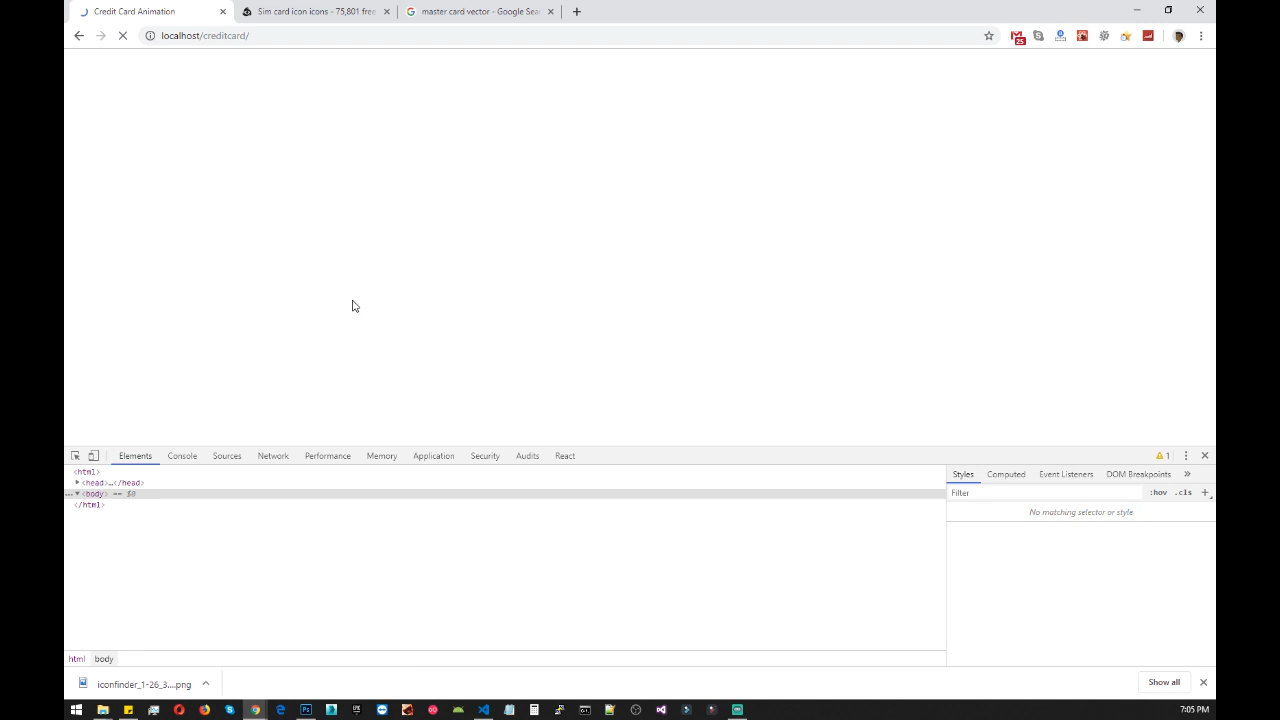 Credit Card Animation
Sim card icon icons - 75,801 free
master card vector - Google Sea
localhost/creditcard/
25
Elements
Console
Sources
Network
Performance
Memory
Application
Security
Audits
React
1
<html>
<head>…</head>
… <body> == $0
</html>
Styles
Computed
Event Listeners
DOM Breakpoints
»
Filter
:hov .cls +
No matching selector or style
html body
iconfinder_1-26_3....png
Show all
7:05 PM